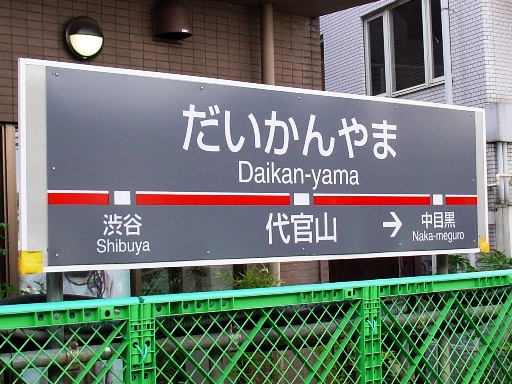 だいかんやま
Daikan-yama
渋谷 代官山 → 中目黒
Shibuya Naka-meguro